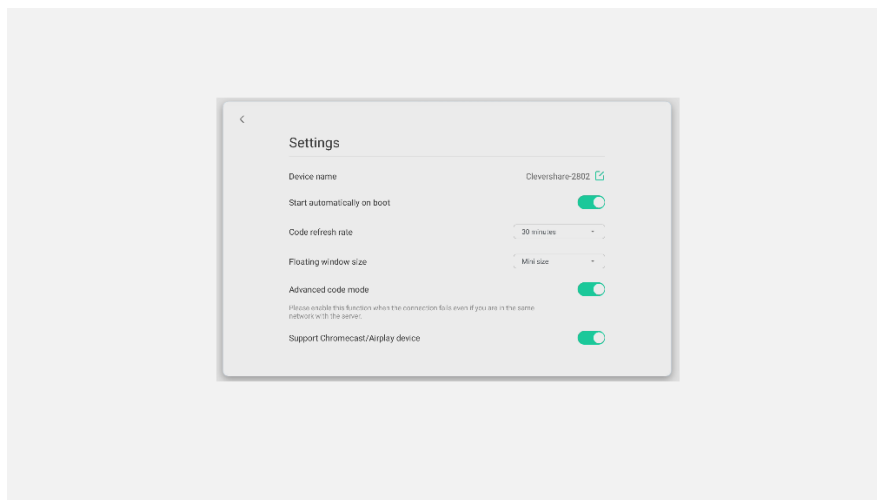 Settings
Device name Clevershare-2802
Start automatically on boot
Code refresh rate 30 minutes
Floating window size Mini size
Advanced code mode
Please enable this function when the connection fails even if you are in the same
network with the server.
Support Chromecast/Airplay device